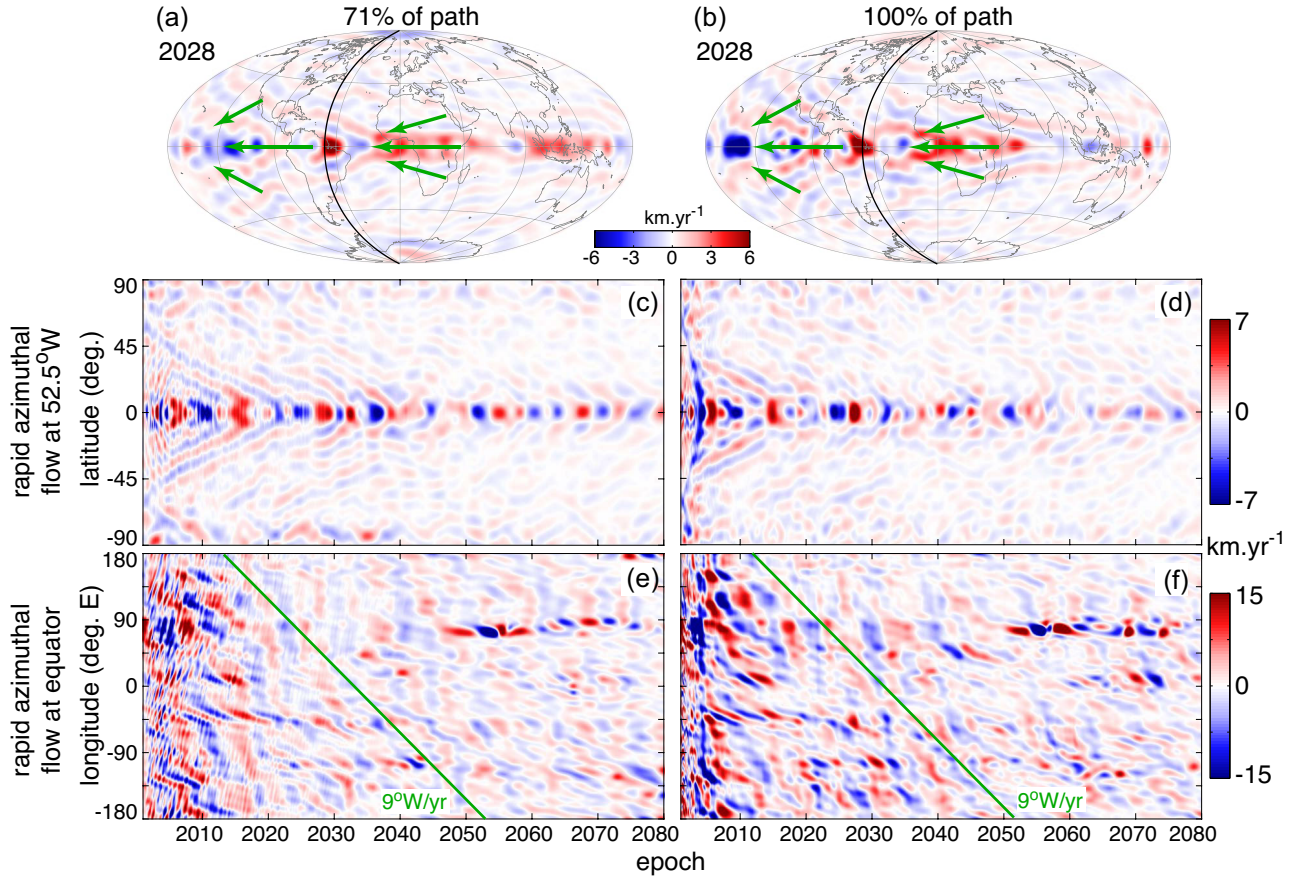 (a) 71% of path (b) 100% of path
2028 2028
km.yr⁻¹
-6 -3 0 3 6
rapid azimuthal
flow at 52.5°W
latitude (deg.)
90
45
0
-45
-90
(c)
(d)
7
0
-7
km.yr⁻¹
rapid azimuthal
flow at equator
longitude (deg. E)
180
90
0
-90
-180
(e)
9°W/yr
(f)
9°W/yr
15
0
-15
2010 2020 2030 2040 2050 2060 2070 2080 2010 2020 2030 2040 2050 2060 2070 2080
epoch